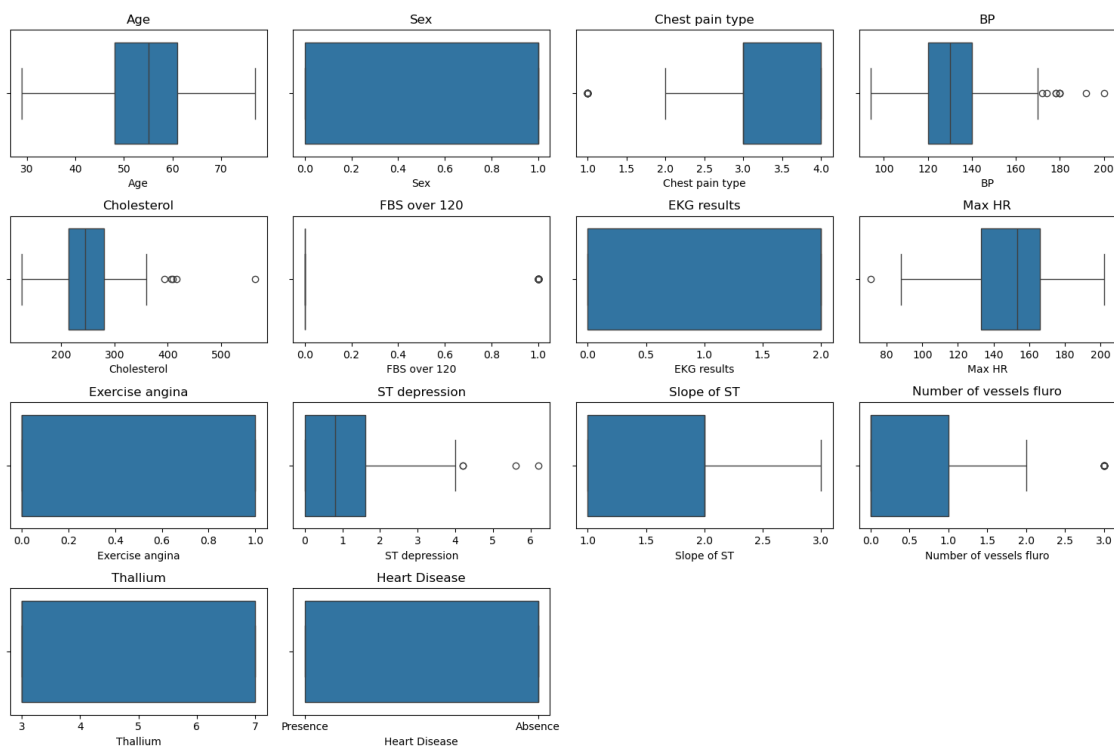 Age Sex Chest pain type BP
30 40 50 60 70 0.0 0.2 0.4 0.6 0.8 1.0 1.0 1.5 2.0 2.5 3.0 3.5 4.0 100 120 140 160 180 200
Age Sex Chest pain type BP
Cholesterol FBS over 120 EKG results Max HR
200 300 400 500 0.0 0.2 0.4 0.6 0.8 1.0 0.0 0.5 1.0 1.5 2.0 80 100 120 140 160 180 200
Cholesterol FBS over 120 EKG results Max HR
Exercise angina ST depression Slope of ST Number of vessels fluro
0.0 0.2 0.4 0.6 0.8 1.0 0 1 2 3 4 5 6 1.0 1.5 2.0 2.5 3.0 0.0 0.5 1.0 1.5 2.0 2.5 3.0
Exercise angina ST depression Slope of ST Number of vessels fluro
Thallium Heart Disease
3 4 5 6 7 Presence Absence
Thallium Heart Disease